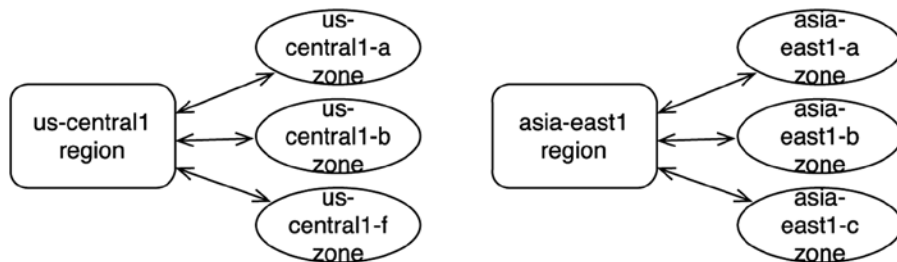 us-
central1-a
zone
us-central1
region
us-
central1-b
zone
us-
central1-f
zone
asia-
east1-a
zone
asia-east1
region
asia-
east1-b
zone
asia-
east1-c
zone